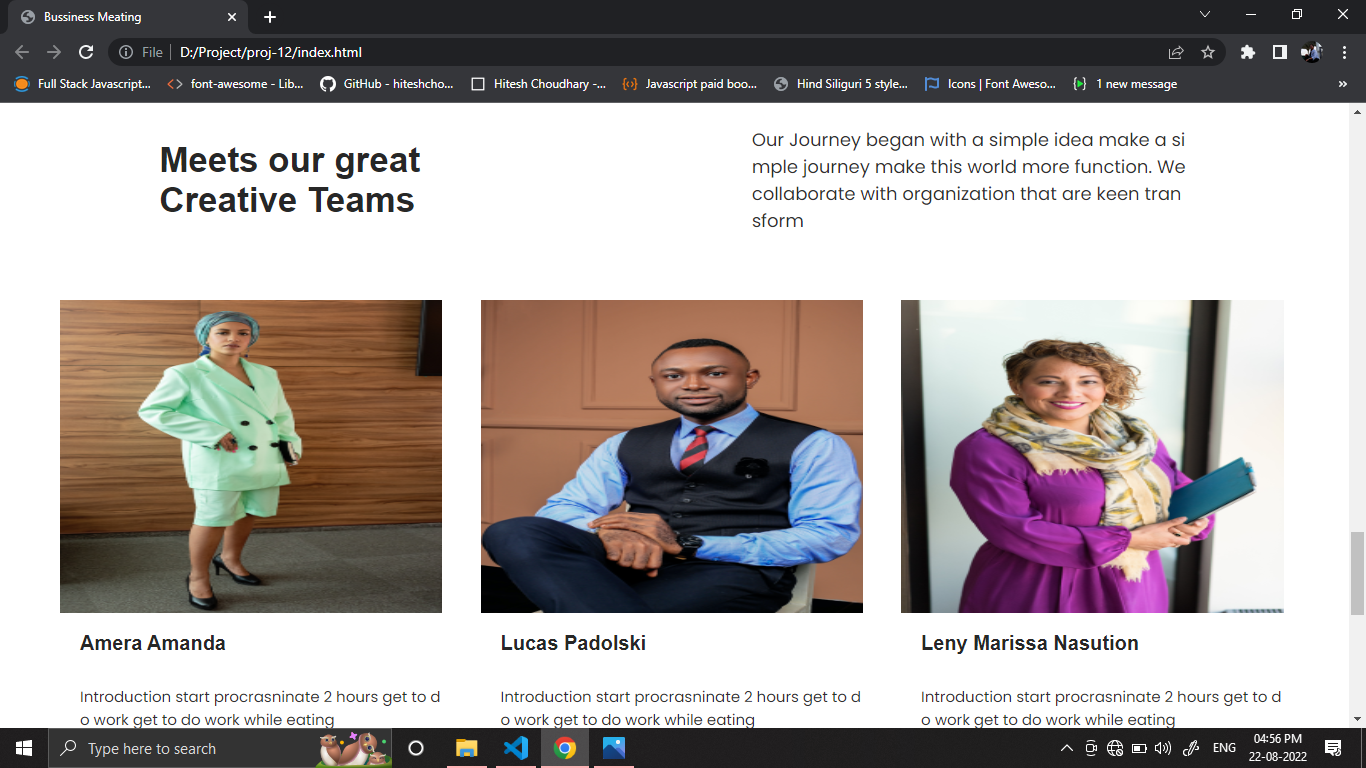 Bussiness Meating
File D:/Project/proj-12/index.html
Full Stack Javascript... font-awesome - Lib... GitHub - hiteshcho... Hitesh Choudhary -... Javascript paid boo... Hind Siliguri 5 style... Icons | Font Aweso... 1 new message »
Meets our great
Creative Teams
Our Journey began with a simple idea make a si
mple journey make this world more function. We
collaborate with organization that are keen tran
sform
Amera Amanda
Lucas Padolski
Leny Marissa Nasution
Introduction start procrasninate 2 hours get to d
o work get to do work while eating
Introduction start procrasninate 2 hours get to d
o work get to do work while eating
Introduction start procrasninate 2 hours get to d
o work get to do work while eating
Type here to search
ENG
04:56 PM
22-08-2022